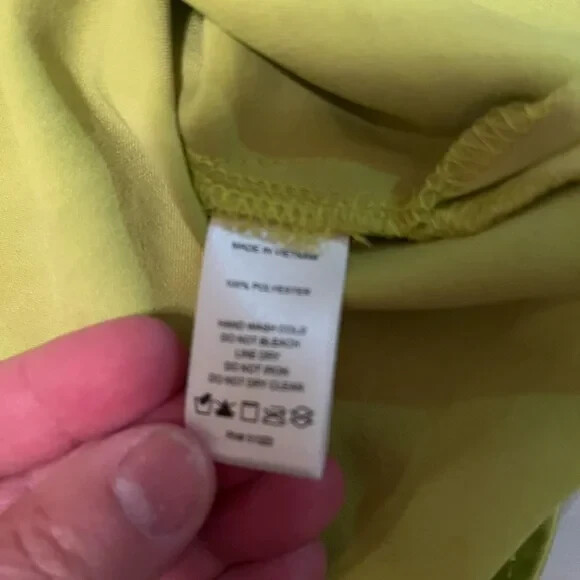 MADE IN VIETNAM
100% POLYESTER
HAND WASH COLD
DO NOT BLEACH
LINE DRY
DO NOT IRON
DO NOT DRY CLEAN